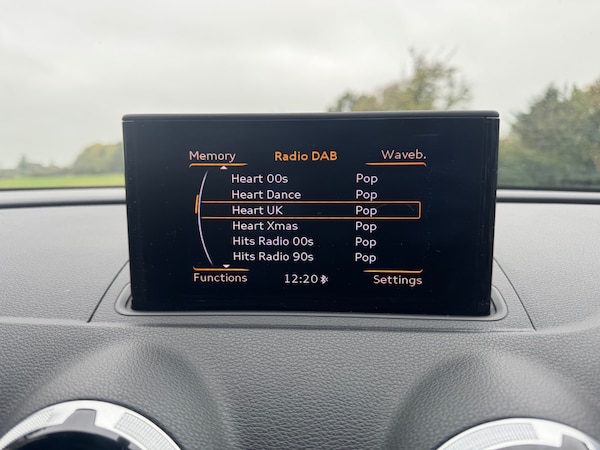 Memory Radio DAB Waveb.
Heart 00s Pop
Heart Dance Pop
Heart UK Pop
Heart Xmas Pop
Hits Radio 00s Pop
Hits Radio 90s Pop
Functions 12:20 Settings